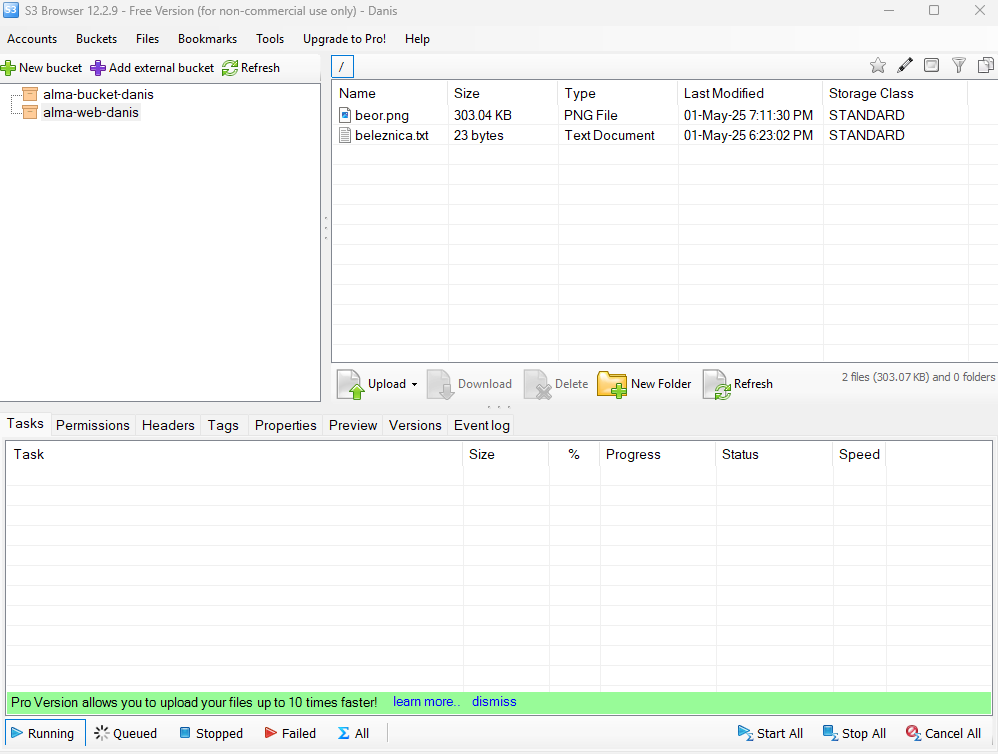 S3 Browser 12.2.9 - Free Version (for non-commercial use only) - Danis
Accounts Buckets Files Bookmarks Tools Upgrade to Pro! Help
New bucket Add external bucket Refresh
/
alma-bucket-danis
alma-web-danis
Name Size Type Last Modified Storage Class
beor.png 303.04 KB PNG File 01-May-25 7:11:30 PM STANDARD
beleznica.txt 23 bytes Text Document 01-May-25 6:23:02 PM STANDARD
Upload Download Delete New Folder Refresh 2 files (303.07 KB) and 0 folders
Tasks Permissions Headers Tags Properties Preview Versions Event log
Task Size % Progress Status Speed
Pro Version allows you to upload your files up to 10 times faster! learn more.. dismiss
Running Queued Stopped Failed All Start All Stop All Cancel All